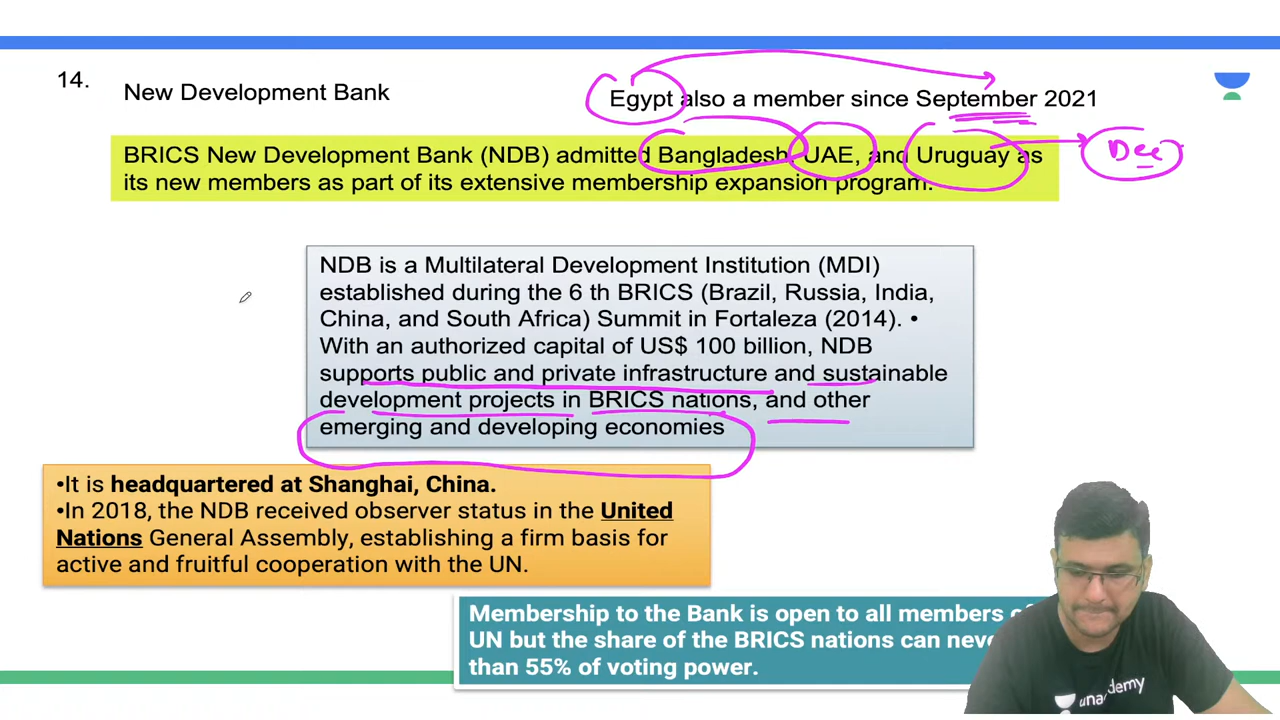 14.
New Development Bank
Egypt also a member since September 2021
BRICS New Development Bank (NDB) admitted Bangladesh, UAE, and Uruguay as
Dec
its new members as part of its extensive membership expansion program.
NDB is a Multilateral Development Institution (MDI)
established during the 6 th BRICS (Brazil, Russia, India,
China, and South Africa) Summit in Fortaleza (2014). •
With an authorized capital of US$ 100 billion, NDB
supports public and private infrastructure and sustainable
development projects in BRICS nations, and other
emerging and developing economies
•It is headquartered at Shanghai, China.
•In 2018, the NDB received observer status in the United
Nations General Assembly, establishing a firm basis for
active and fruitful cooperation with the UN.
Membership to the Bank is open to all members
UN but the share of the BRICS nations can
than 55% of voting power.
unacademy